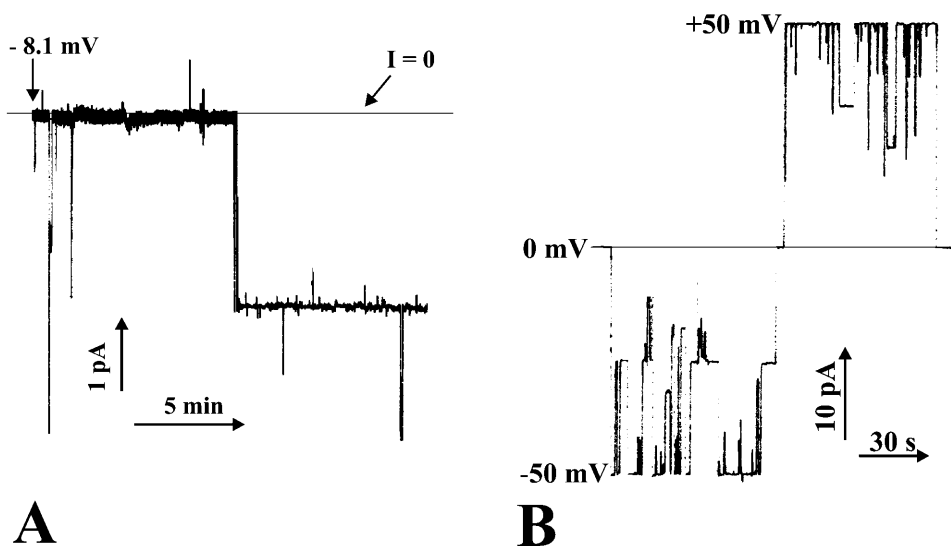 - 8.1 mV
I = 0
1 pA
5 min
A
+50 mV
0 mV
-50 mV
10 pA
30 s
B